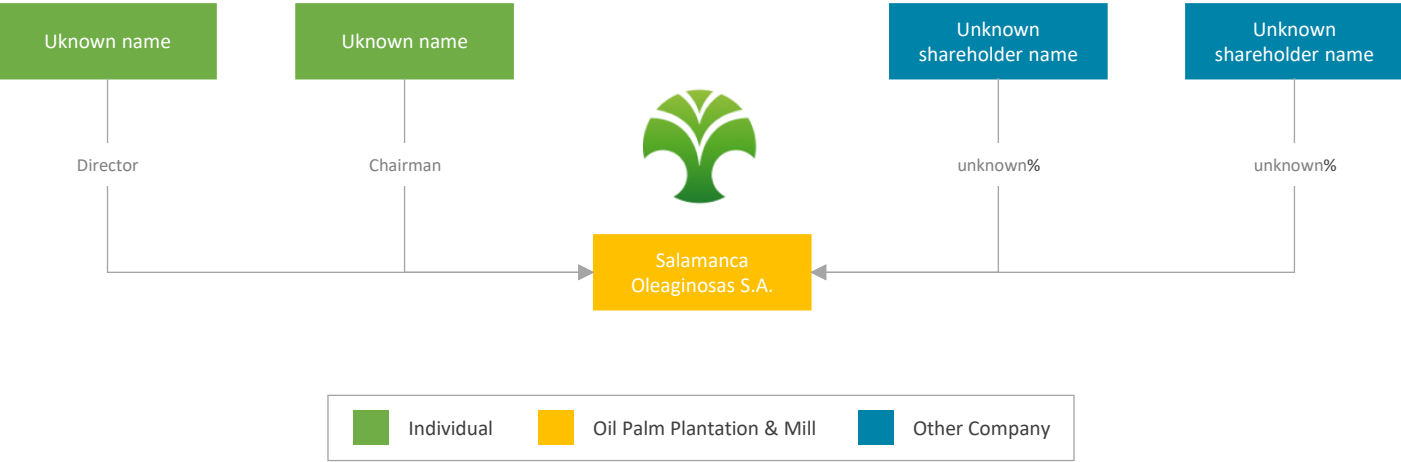 Uknown name
Uknown name
Unknown
shareholder name
Unknown
shareholder name
Director
Chairman
unknown%
unknown%
Salamanca
Oleaginosas S.A.
Individual
Oil Palm Plantation & Mill
Other Company